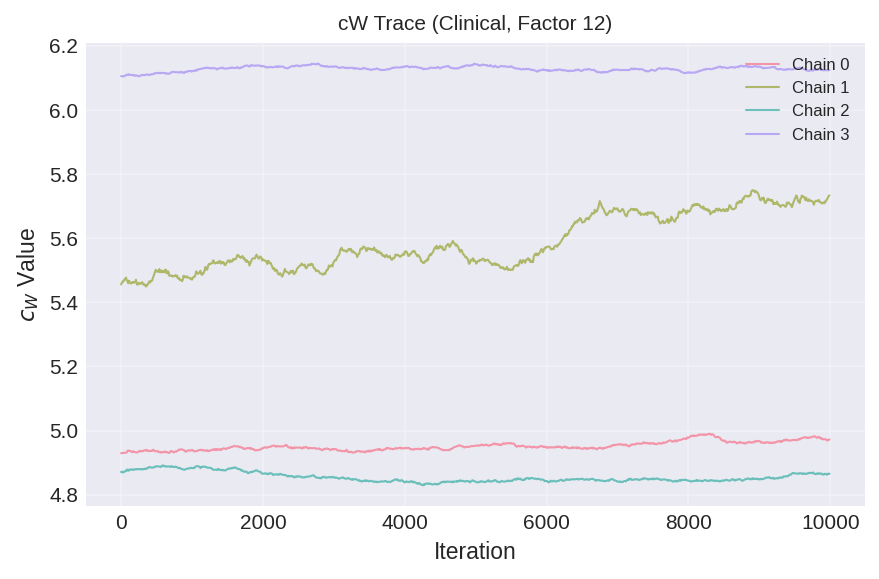 cW Trace (Clinical, Factor 12)
6.2
6.0
5.8
5.6
5.4
5.2
5.0
4.8
c_W Value
Chain 0
Chain 1
Chain 2
Chain 3
0 2000 4000 6000 8000 10000
Iteration